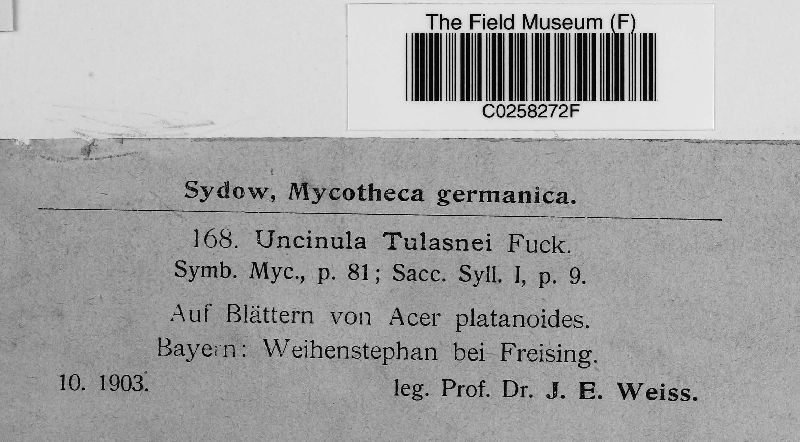 The Field Museum (F)
C0258272F
Sydow, Mycotheca germanica.
168. Uncinula Tulasnei Fuck.
Symb. Myc., p. 81; Sacc. Syll. I, p. 9.
Auf Blättern von Acer platanoides.
Bayern: Weihenstephan bei Freising.
10. 1903. leg. Prof. Dr. J. E. Weiss.